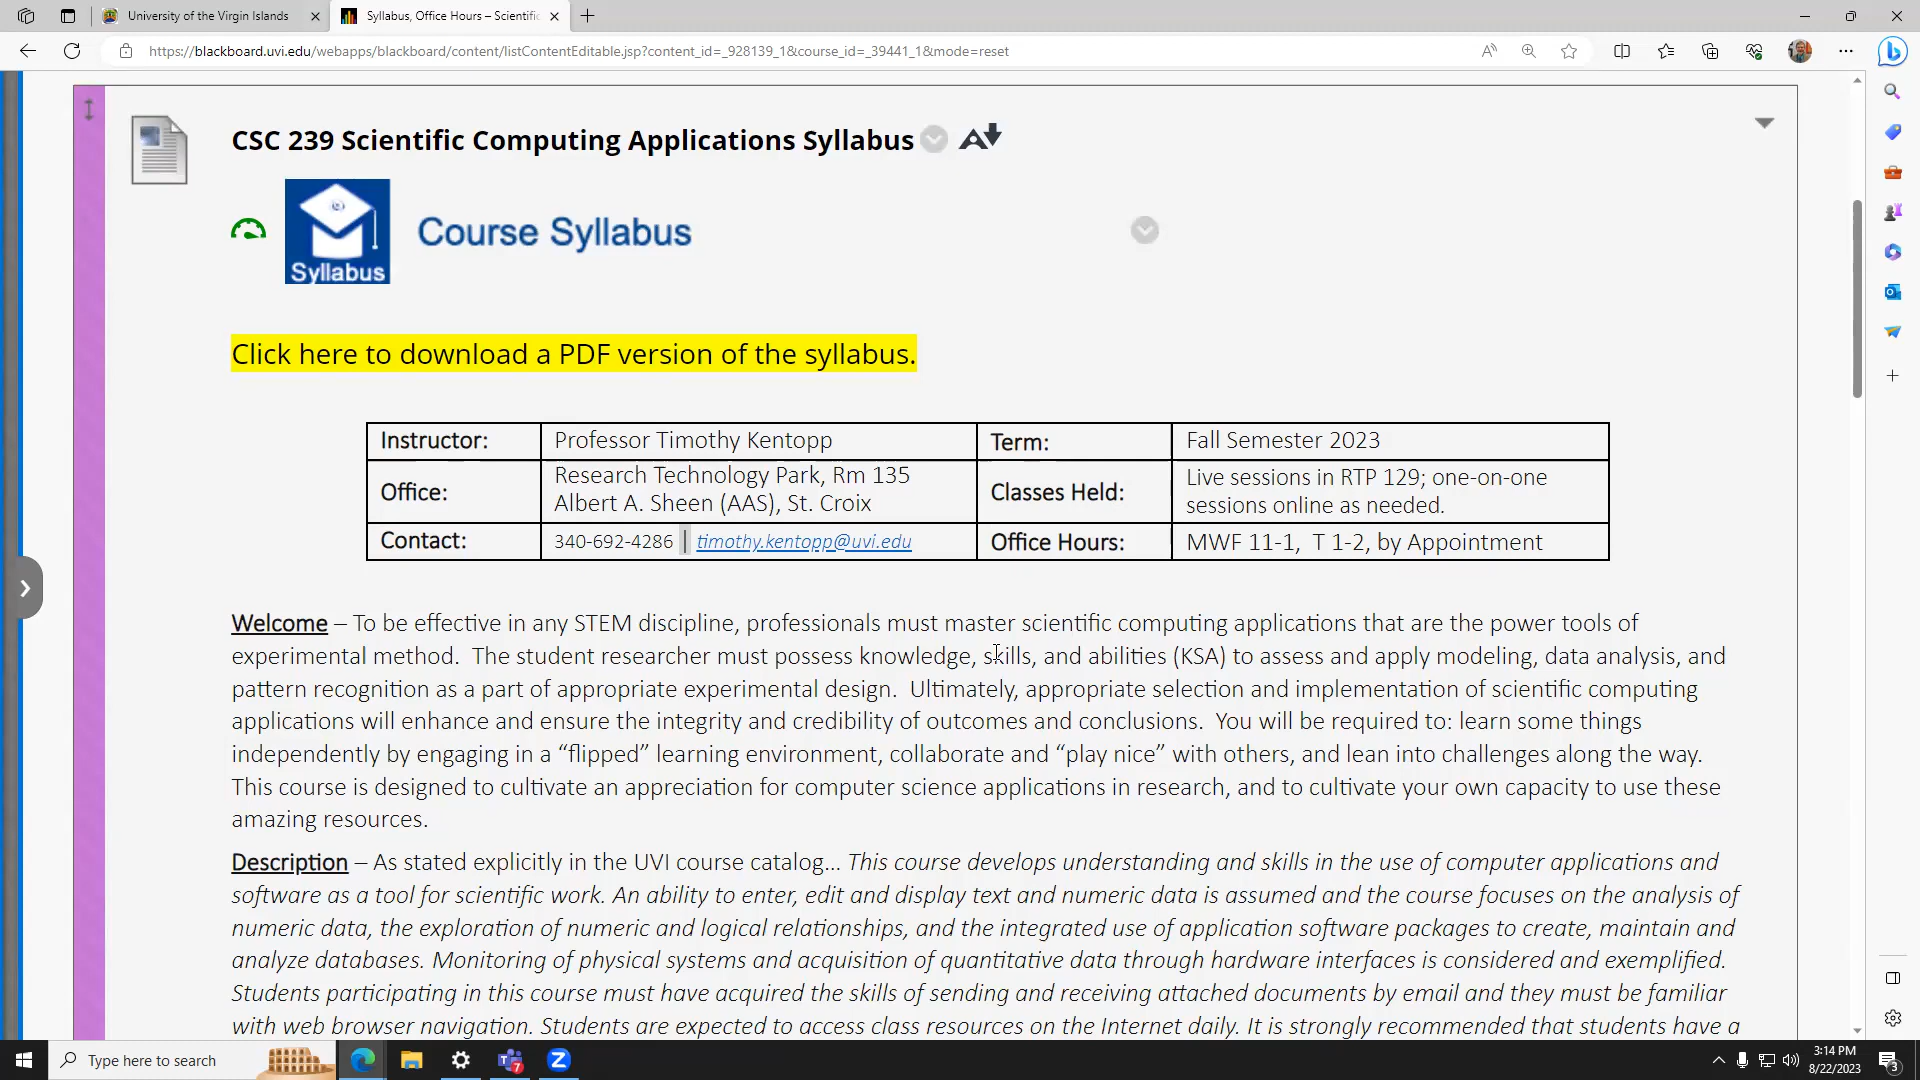 University of the Virgin Islands
Syllabus, Office Hours – Scientific
https://blackboard.uvi.edu/webapps/blackboard/content/listContentEditable.jsp?content_id=_928139_1&course_id=_39441_1&mode=reset
CSC 239 Scientific Computing Applications Syllabus
Syllabus
Course Syllabus
Click here to download a PDF version of the syllabus.
Instructor: Professor Timothy Kentopp Term: Fall Semester 2023
Office: Research Technology Park, Rm 135 Classes Held: Live sessions in RTP 129; one-on-one
Albert A. Sheen (AAS), St. Croix sessions online as needed.
Contact: 340-692-4286 | timothy.kentopp@uvi.edu Office Hours: MWF 11-1, T 1-2, by Appointment
Welcome – To be effective in any STEM discipline, professionals must master scientific computing applications that are the power tools of
experimental method. The student researcher must possess knowledge, skills, and abilities (KSA) to assess and apply modeling, data analysis, and
pattern recognition as a part of appropriate experimental design. Ultimately, appropriate selection and implementation of scientific computing
applications will enhance and ensure the integrity and credibility of outcomes and conclusions. You will be required to: learn some things
independently by engaging in a “flipped” learning environment, collaborate and “play nice” with others, and lean into challenges along the way.
This course is designed to cultivate an appreciation for computer science applications in research, and to cultivate your own capacity to use these
amazing resources.
Description – As stated explicitly in the UVI course catalog... This course develops understanding and skills in the use of computer applications and
software as a tool for scientific work. An ability to enter, edit and display text and numeric data is assumed and the course focuses on the analysis of
numeric data, the exploration of numeric and logical relationships, and the integrated use of application software packages to create, maintain and
analyze databases. Monitoring of physical systems and acquisition of quantitative data through hardware interfaces is considered and exemplified.
Students participating in this course must have acquired the skills of sending and receiving attached documents by email and they must be familiar
with web browser navigation. Students are expected to access class resources on the Internet daily. It is strongly recommended that students have a
Type here to search
7
3:14 PM
8/22/2023
3